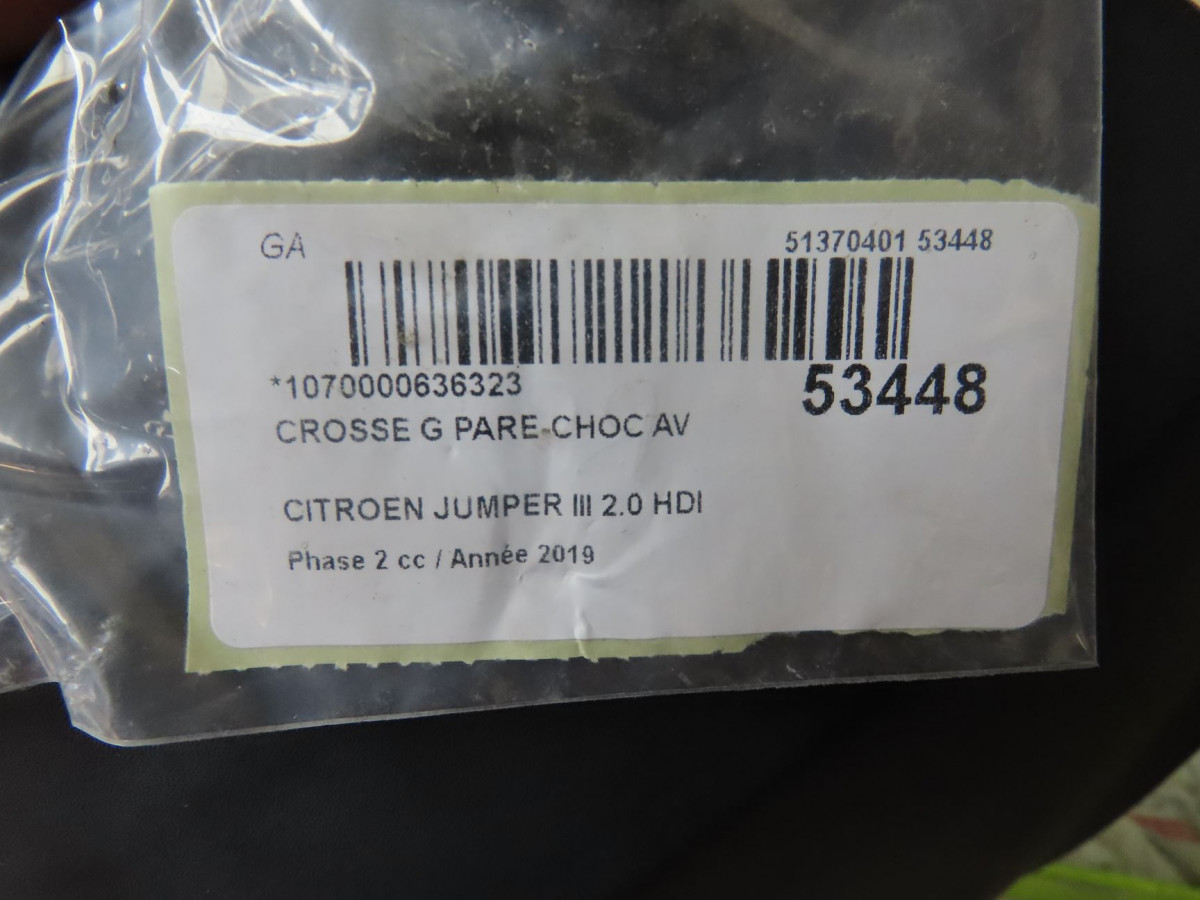 GA 51370401 53448
*1070000636323 53448
CROSSE G PARE-CHOC AV
CITROEN JUMPER III 2.0 HDI
Phase 2 cc / Année 2019